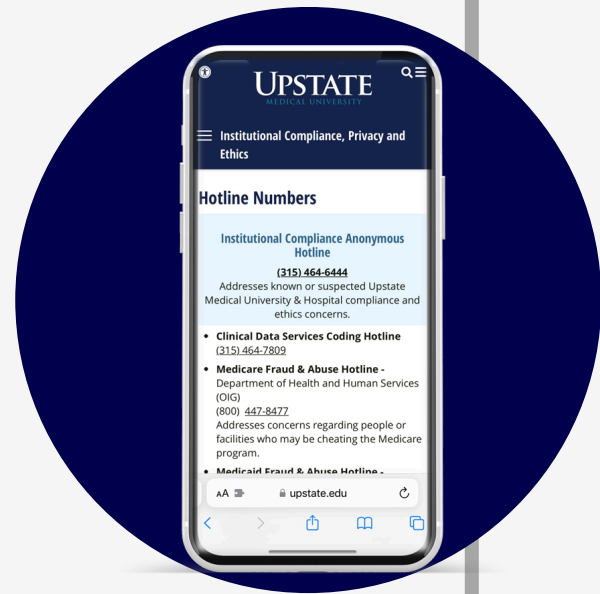 UPSTATE
MEDICAL UNIVERSITY
Institutional Compliance, Privacy and
Ethics
Hotline Numbers
Institutional Compliance Anonymous
Hotline
(315) 464-6444
Addresses known or suspected Upstate
Medical University & Hospital compliance and
ethics concerns.
• Clinical Data Services Coding Hotline
(315) 464-7809
• Medicare Fraud & Abuse Hotline -
Department of Health and Human Services
(OIG)
(800) 447-8477
Addresses concerns regarding people or
facilities who may be cheating the Medicare
program.
• Medicaid Fraud & Abuse Hotline -
AA upstate.edu